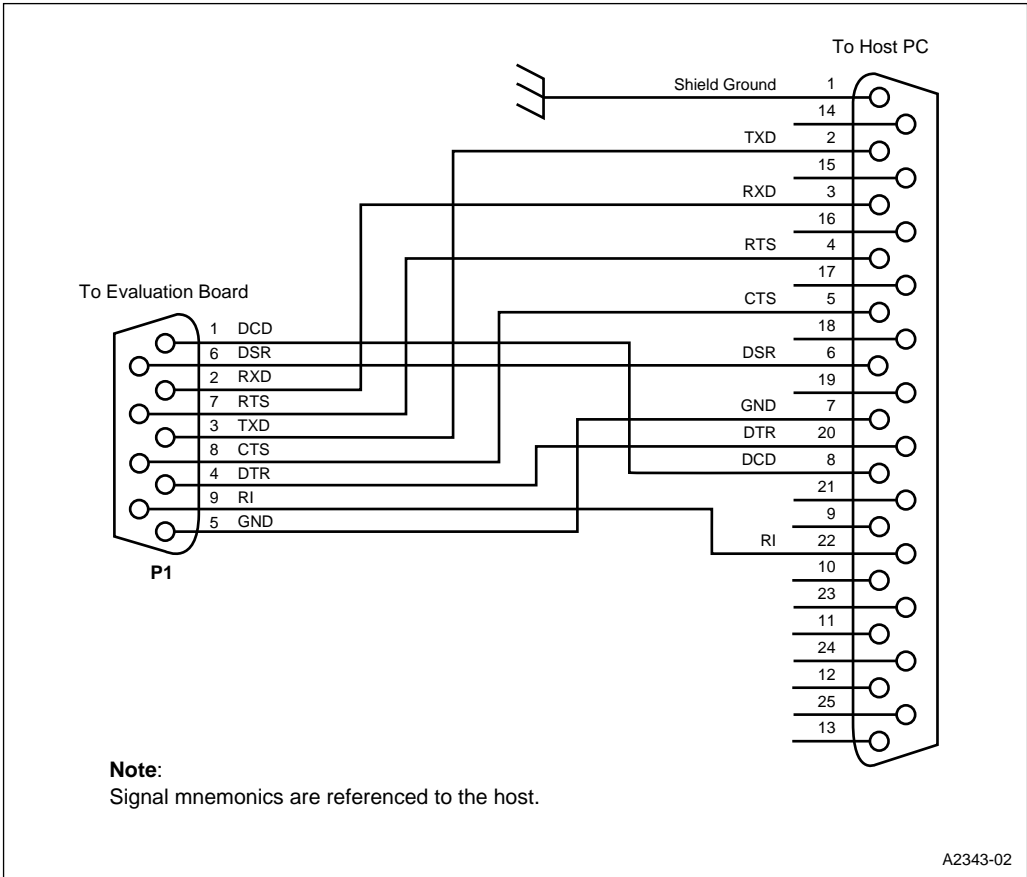 To Host PC
Shield Ground 1
14
TXD 2
15
RXD 3
16
RTS 4
17
CTS 5
18
DSR 6
19
GND 7
DTR 20
DCD 8
21
9
RI 22
10
23
11
24
12
25
13
To Evaluation Board
1 DCD
6 DSR
2 RXD
7 RTS
3 TXD
8 CTS
4 DTR
9 RI
5 GND
P1
Note:
Signal mnemonics are referenced to the host.
A2343-02